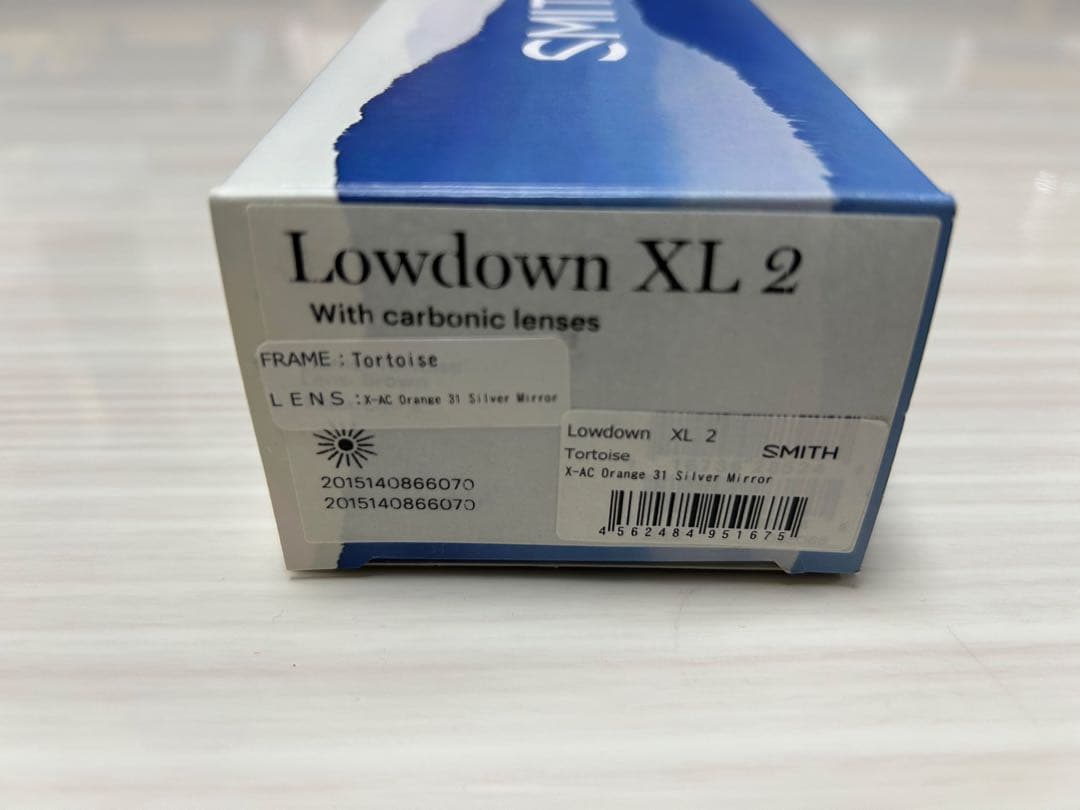 SMIT
Lowdown XL 2
With carbonic lenses
FRAME : Tortoise
LENS :X-AC Orange 31 Silver Mirror
2015140866070
2015140866070
Lowdown XL 2
SMITH
Tortoise
X-AC Orange 31 Silver Mirror
4 562484 951675